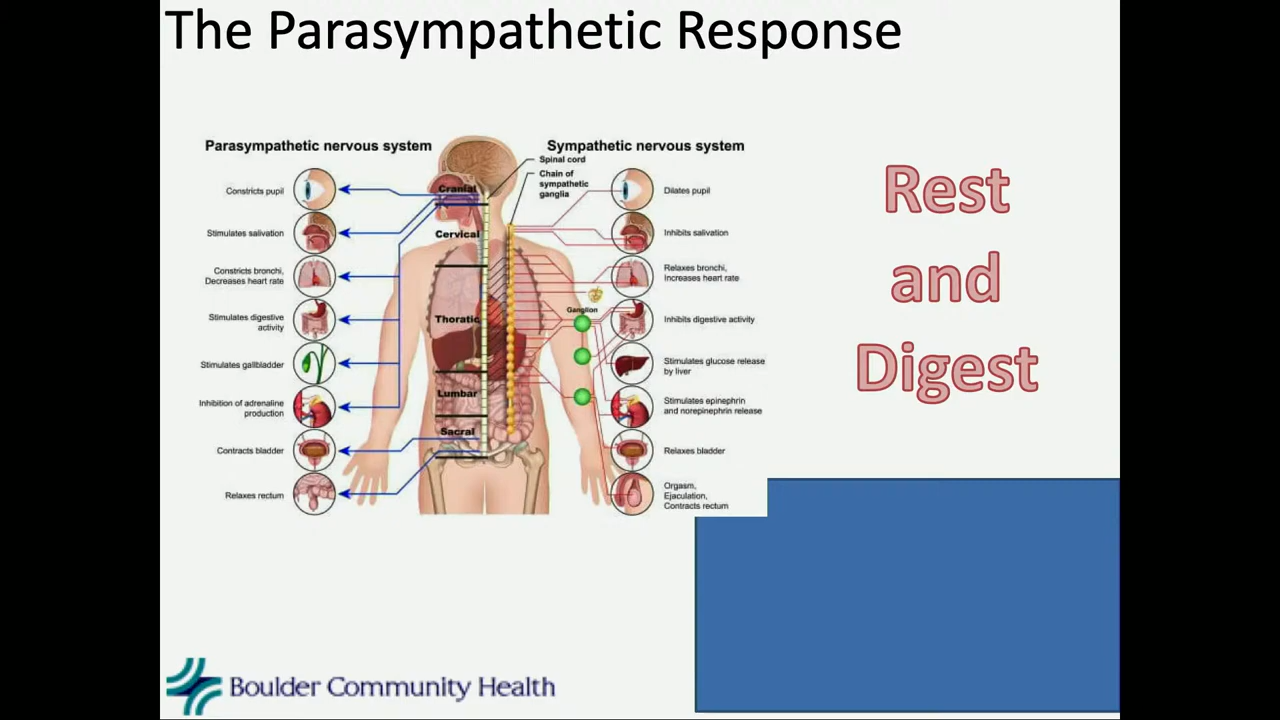 The Parasympathetic Response
Parasympathetic nervous system
Sympathetic nervous system
Spinal cord
Chain of
sympathetic
ganglia
Cranial
Cervical
Thoratic
Lumbar
Sacral
Ganglion
Constricts pupil
Stimulates salivation
Constricts bronchi,
Decreases heart rate
Stimulates digestive
activity
Stimulates gallbladder
Inhibition of adrenaline
production
Contracts bladder
Relaxes rectum
Dilates pupil
Inhibits salivation
Relaxes bronchi,
Increases heart rate
Inhibits digestive activity
Stimulates glucose release
by liver
Stimulates epinephrin
and norepinephrin release
Relaxes bladder
Orgasm,
Ejaculation,
Contracts rectum
Rest
and
Digest
Boulder Community Health